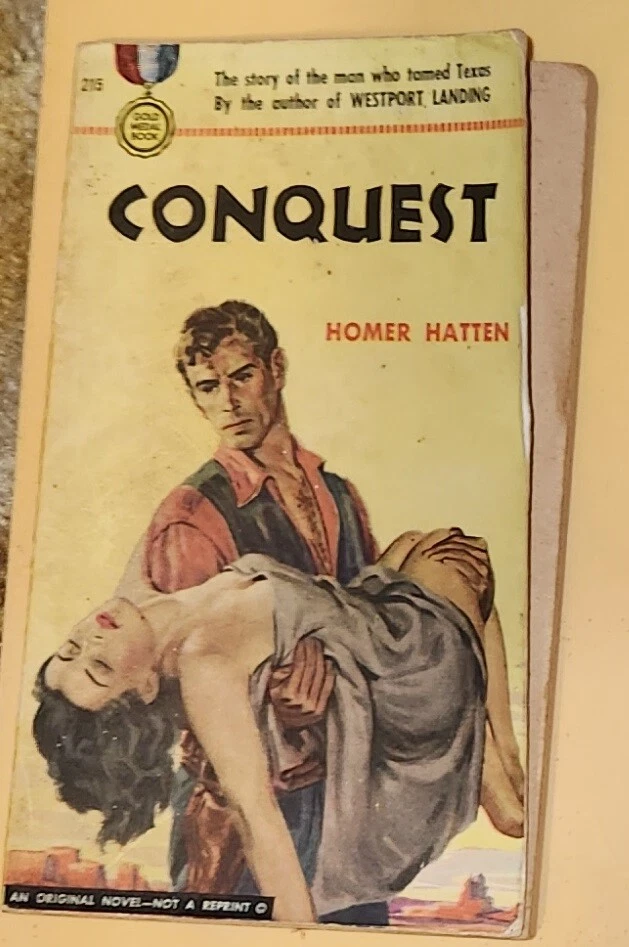 215
GOLD
MEDAL
BOOK
The story of the man who tamed Texas
By the author of WESTPORT LANDING
CONQUEST
HOMER HATTEN
AN ORIGINAL NOVEL—NOT A REPRINT ©